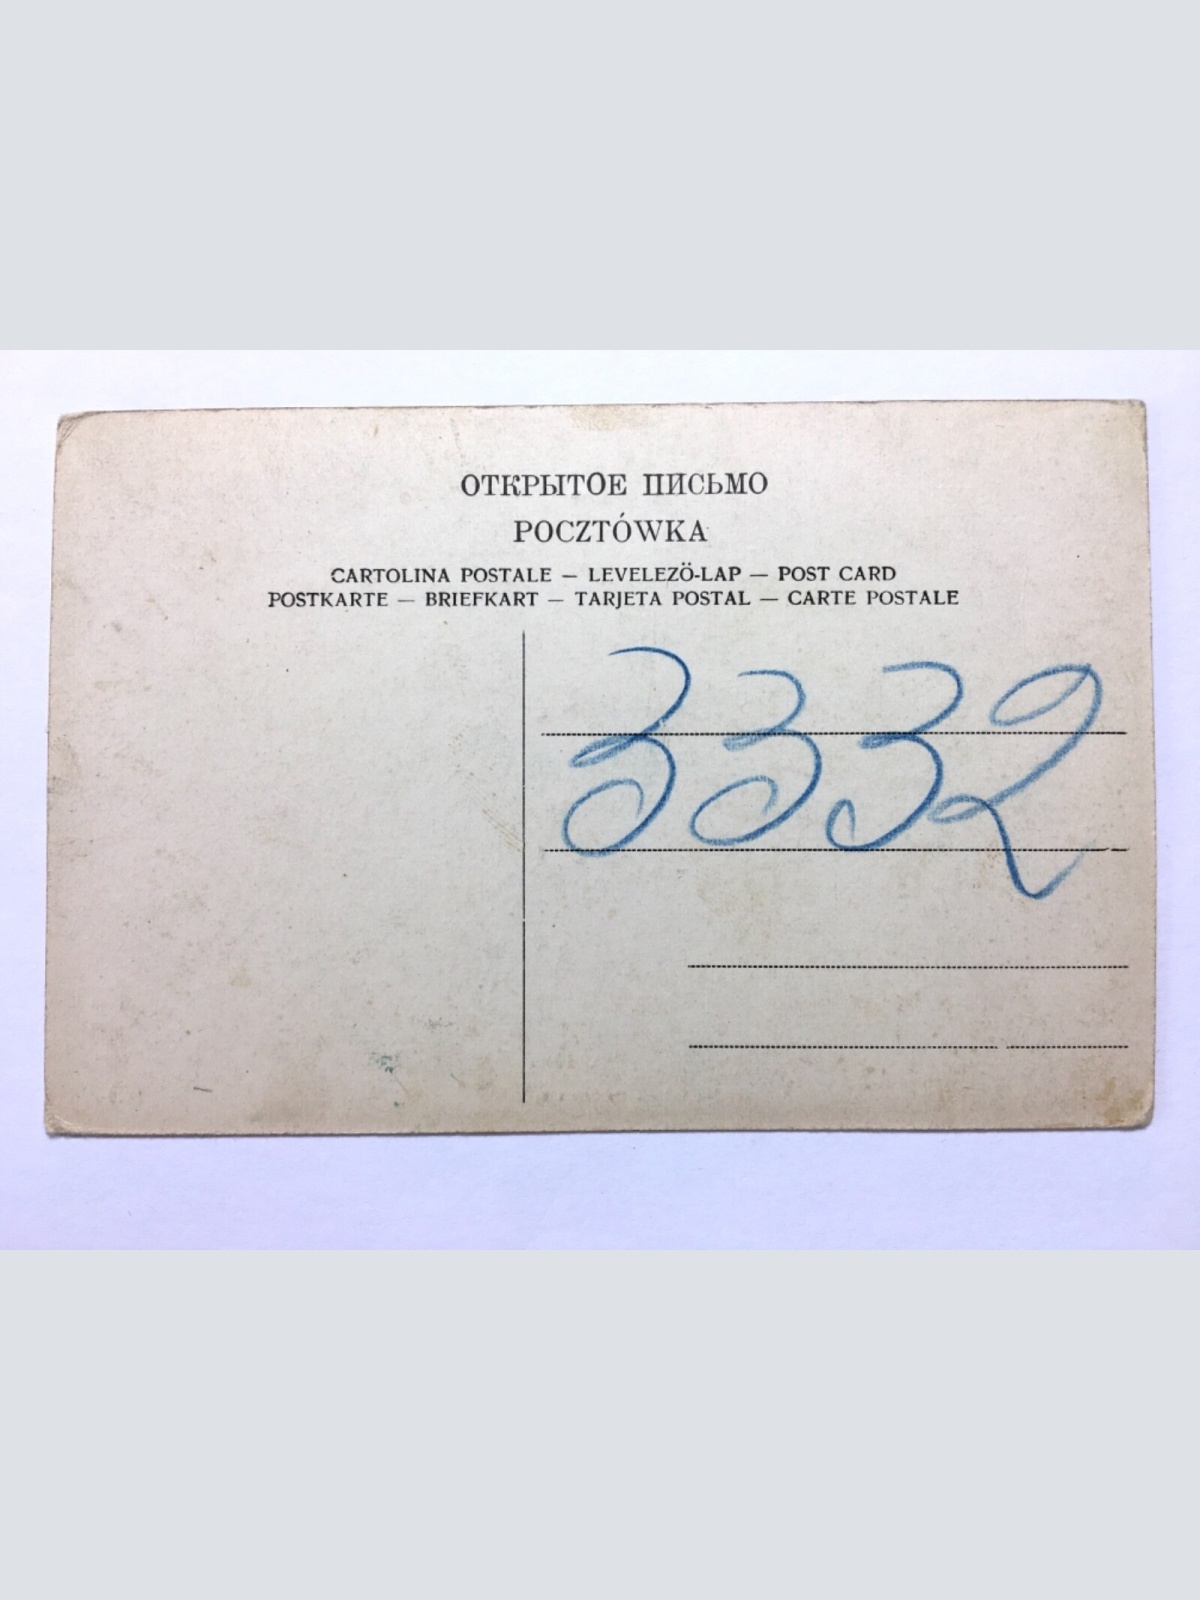 ОТКРЫТОЕ ПИСЬМО
POCZTÓWKA
CARTOLINA POSTALE — LEVELEZÖ-LAP — POST CARD
POSTKARTE — BRIEFKART — TARJETA POSTAL — CARTE POSTALE
3332